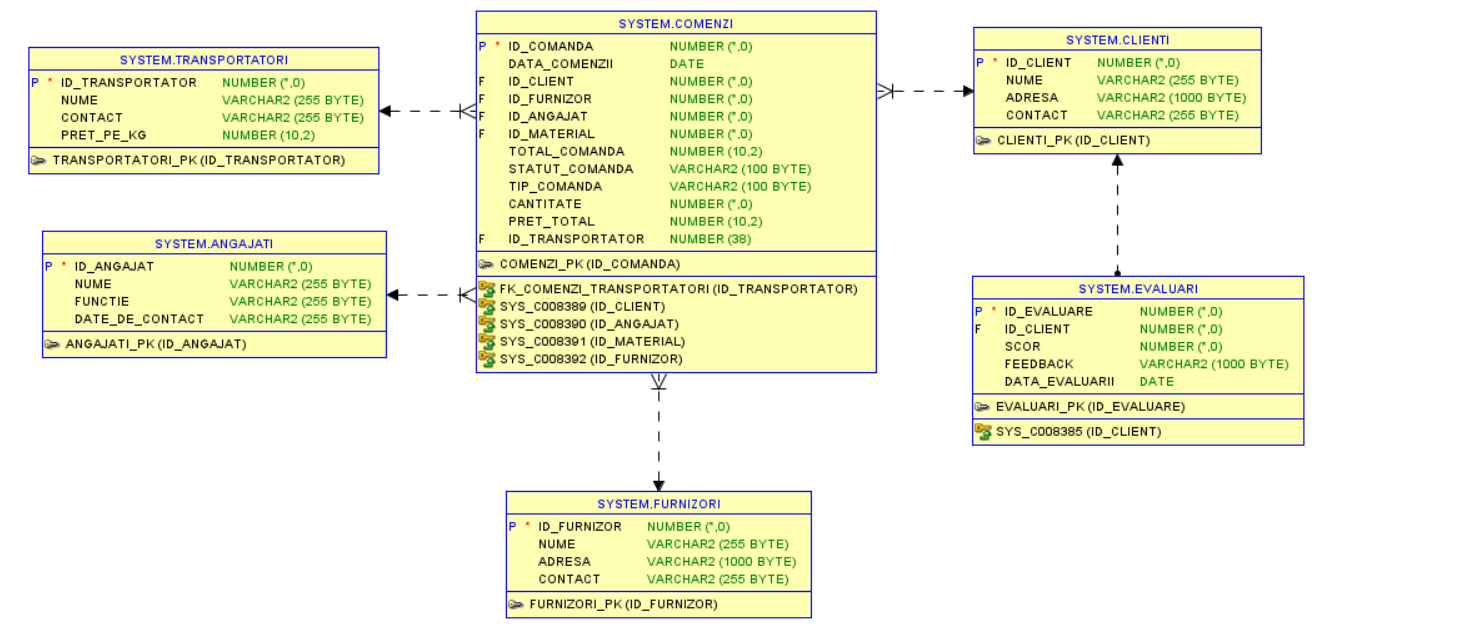 SYSTEM.TRANSPORTATORI
P * ID_TRANSPORTATOR NUMBER (*,0)
NUME VARCHAR2 (255 BYTE)
CONTACT VARCHAR2 (255 BYTE)
PRET_PE_KG NUMBER (10,2)
TRANSPORTATORI_PK (ID_TRANSPORTATOR)
SYSTEM.ANGAJATI
P * ID_ANGAJAT NUMBER (*,0)
NUME VARCHAR2 (255 BYTE)
FUNCTIE VARCHAR2 (255 BYTE)
DATE_DE_CONTACT VARCHAR2 (255 BYTE)
ANGAJATI_PK (ID_ANGAJAT)
SYSTEM.COMENZI
P * ID_COMANDA NUMBER (*,0)
DATA_COMENZII DATE
F ID_CLIENT NUMBER (*,0)
F ID_FURNIZOR NUMBER (*,0)
F ID_ANGAJAT NUMBER (*,0)
F ID_MATERIAL NUMBER (*,0)
TOTAL_COMANDA NUMBER (10,2)
STATUT_COMANDA VARCHAR2 (100 BYTE)
TIP_COMANDA VARCHAR2 (100 BYTE)
CANTITATE NUMBER (*,0)
PRET_TOTAL NUMBER (10,2)
F ID_TRANSPORTATOR NUMBER (38)
COMENZI_PK (ID_COMANDA)
FK_COMENZI_TRANSPORTATORI (ID_TRANSPORTATOR)
SYS_C008389 (ID_CLIENT)
SYS_C008390 (ID_ANGAJAT)
SYS_C008391 (ID_MATERIAL)
SYS_C008392 (ID_FURNIZOR)
SYSTEM.FURNIZORI
P * ID_FURNIZOR NUMBER (*,0)
NUME VARCHAR2 (255 BYTE)
ADRESA VARCHAR2 (1000 BYTE)
CONTACT VARCHAR2 (255 BYTE)
FURNIZORI_PK (ID_FURNIZOR)
SYSTEM.CLIENTI
P * ID_CLIENT NUMBER (*,0)
NUME VARCHAR2 (255 BYTE)
ADRESA VARCHAR2 (1000 BYTE)
CONTACT VARCHAR2 (255 BYTE)
CLIENTI_PK (ID_CLIENT)
SYSTEM.EVALUARI
P * ID_EVALUARE NUMBER (*,0)
F ID_CLIENT NUMBER (*,0)
SCOR NUMBER (*,0)
FEEDBACK VARCHAR2 (1000 BYTE)
DATA_EVALUARII DATE
EVALUARI_PK (ID_EVALUARE)
SYS_C008385 (ID_CLIENT)